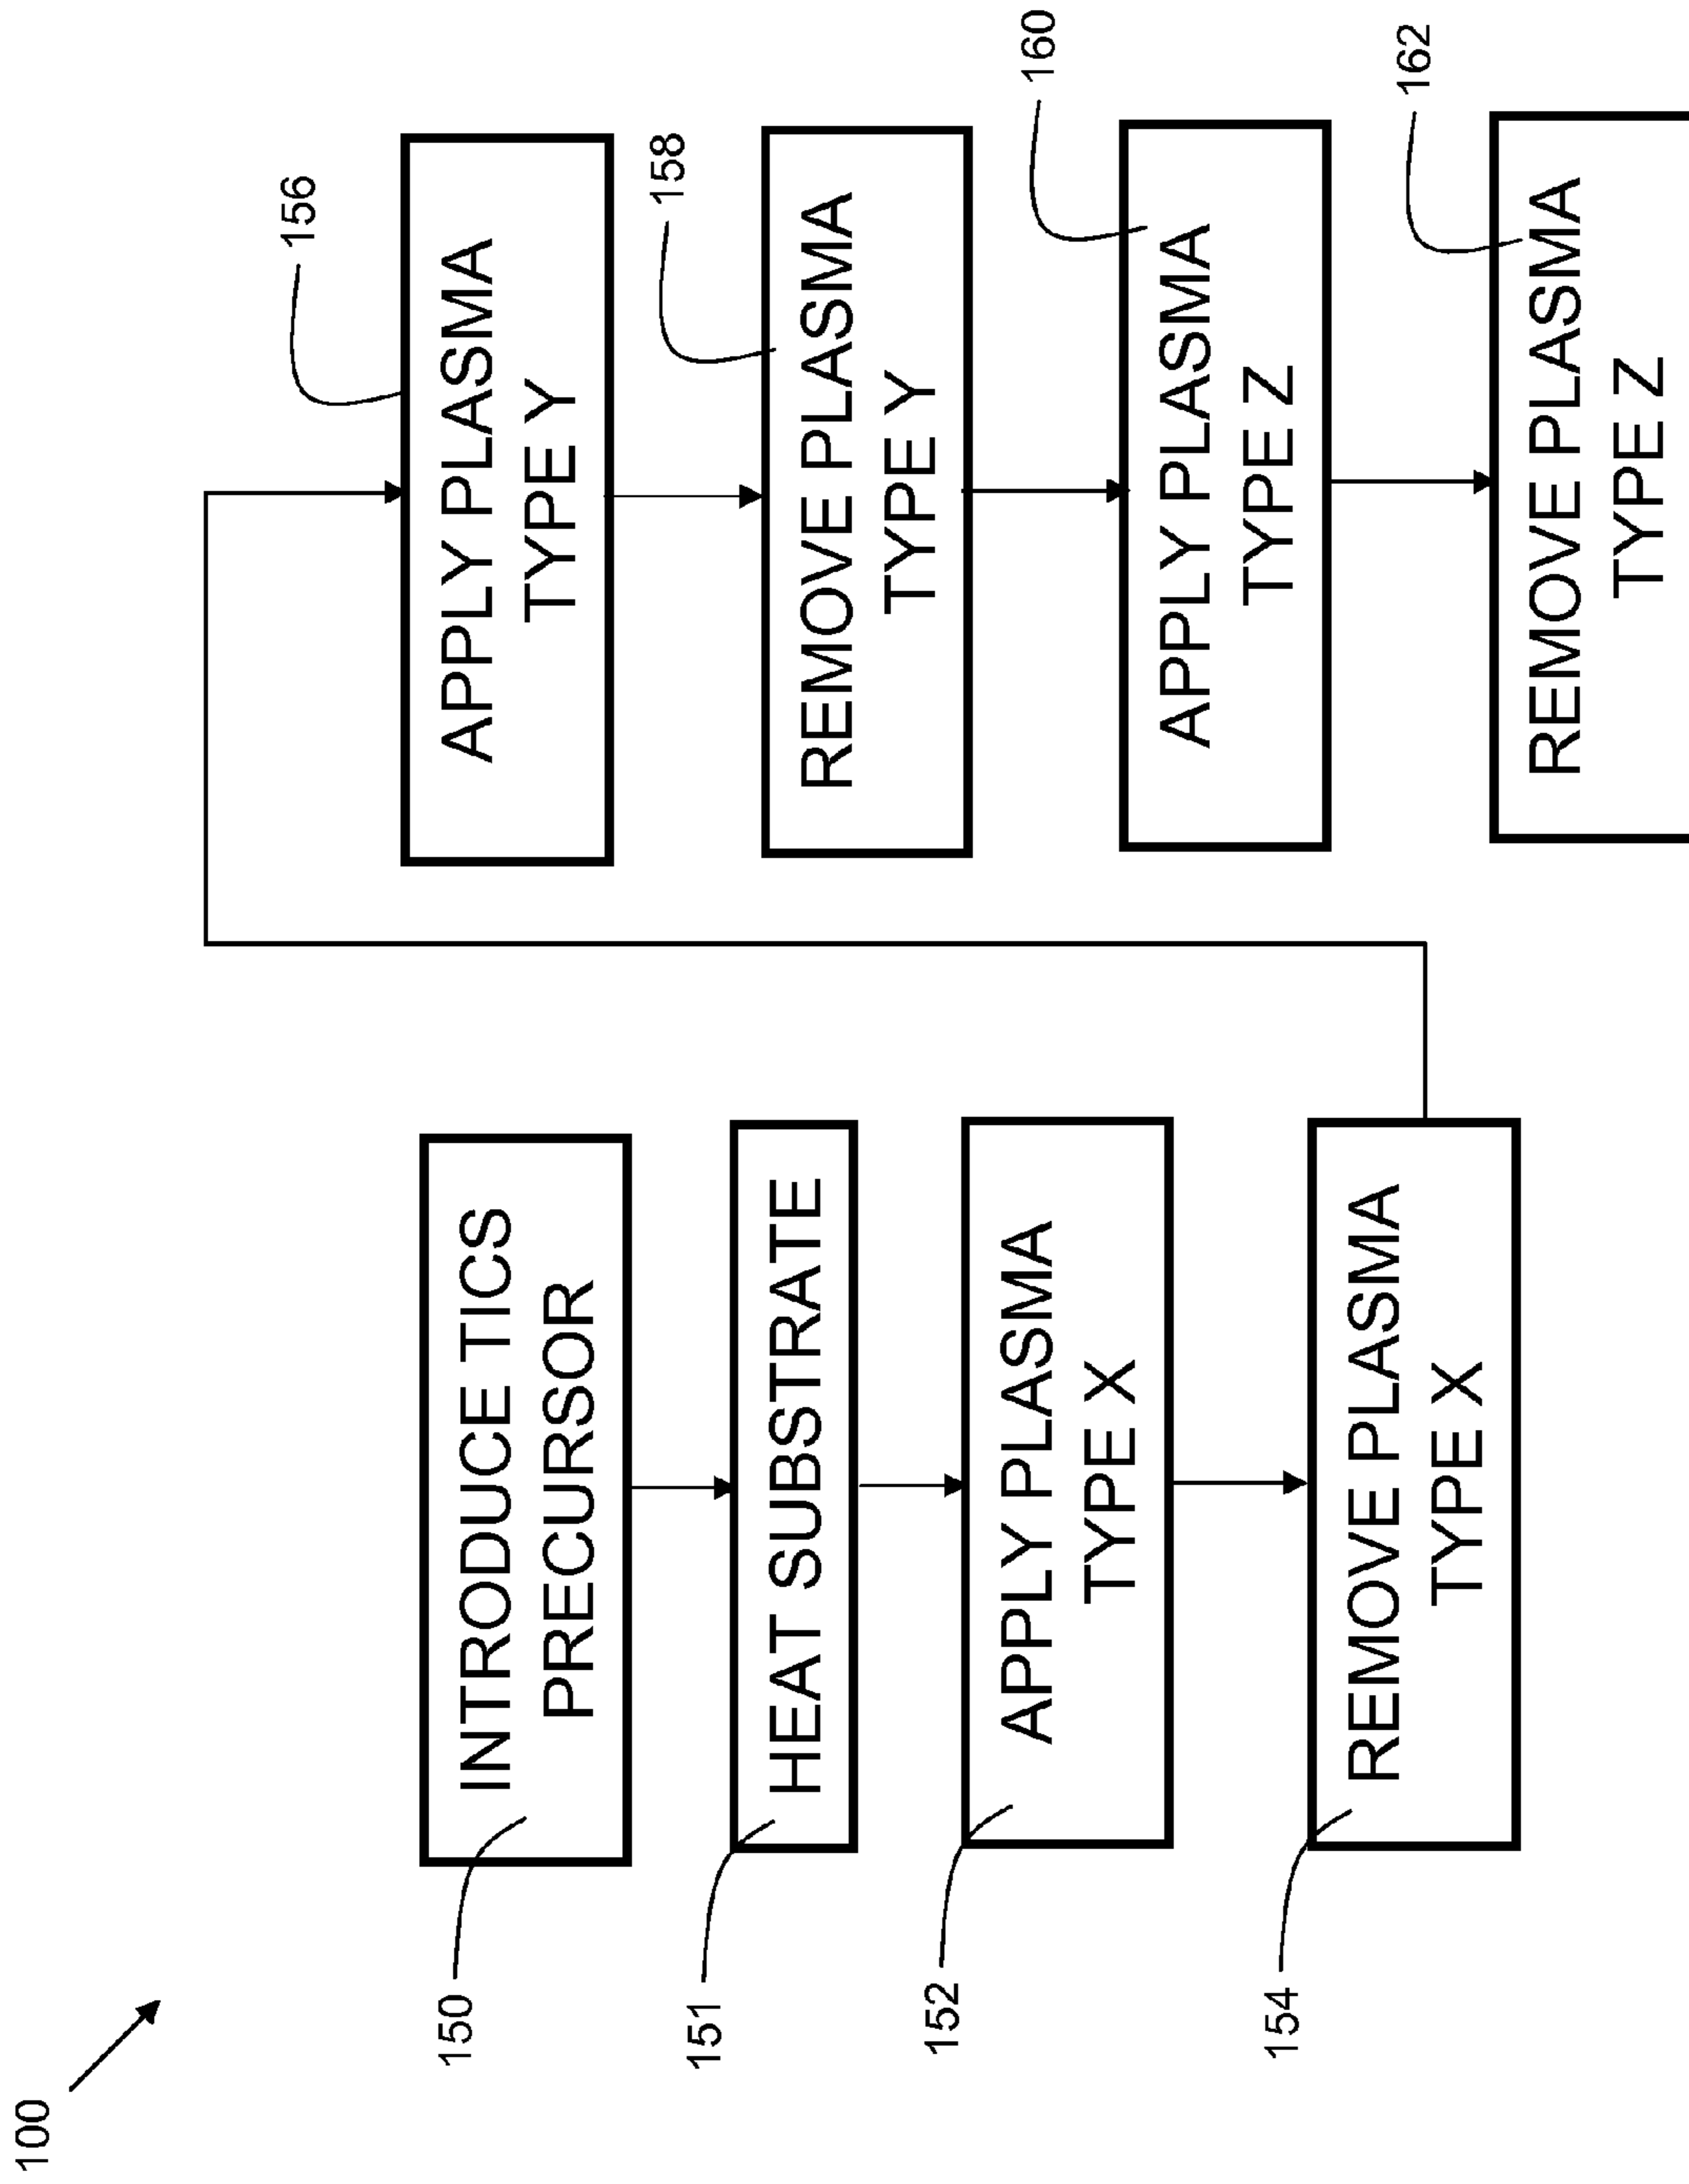 100
150
INTRODUCE TICS
PRECURSOR
151
HEAT SUBSTRATE
152
APPLY PLASMA
TYPE X
154
REMOVE PLASMA
TYPE X
156
APPLY PLASMA
TYPE Y
158
REMOVE PLASMA
TYPE Y
160
APPLY PLASMA
TYPE Z
162
REMOVE PLASMA
TYPE Z